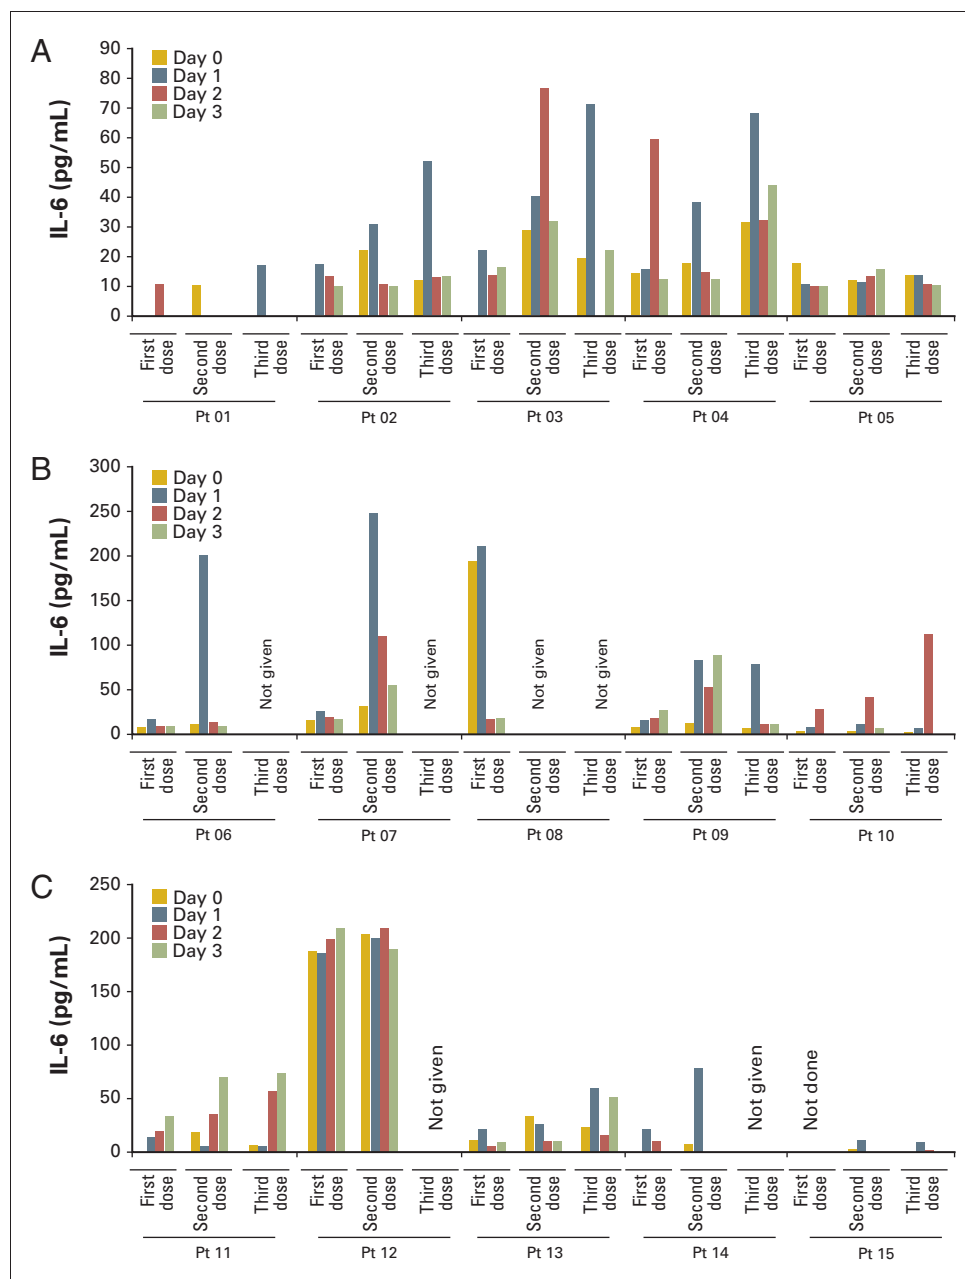 A
IL-6 (pg/mL)
90
80
70
60
50
40
30
20
10
0
Day 0
Day 1
Day 2
Day 3
First dose
Second dose
Third dose
First dose
Second dose
Third dose
First dose
Second dose
Third dose
First dose
Second dose
Third dose
First dose
Second dose
Third dose
Pt 01
Pt 02
Pt 03
Pt 04
Pt 05
B
IL-6 (pg/mL)
300
250
200
150
100
50
0
Day 0
Day 1
Day 2
Day 3
Not given
Not given
Not given
Not given
First dose
Second dose
Third dose
First dose
Second dose
Third dose
First dose
Second dose
Third dose
First dose
Second dose
Third dose
First dose
Second dose
Third dose
Pt 06
Pt 07
Pt 08
Pt 09
Pt 10
C
IL-6 (pg/mL)
250
200
150
100
50
0
Day 0
Day 1
Day 2
Day 3
Not given
Not given
Not done
First dose
Second dose
Third dose
First dose
Second dose
Third dose
First dose
Second dose
Third dose
First dose
Second dose
Third dose
First dose
Second dose
Third dose
Pt 11
Pt 12
Pt 13
Pt 14
Pt 15